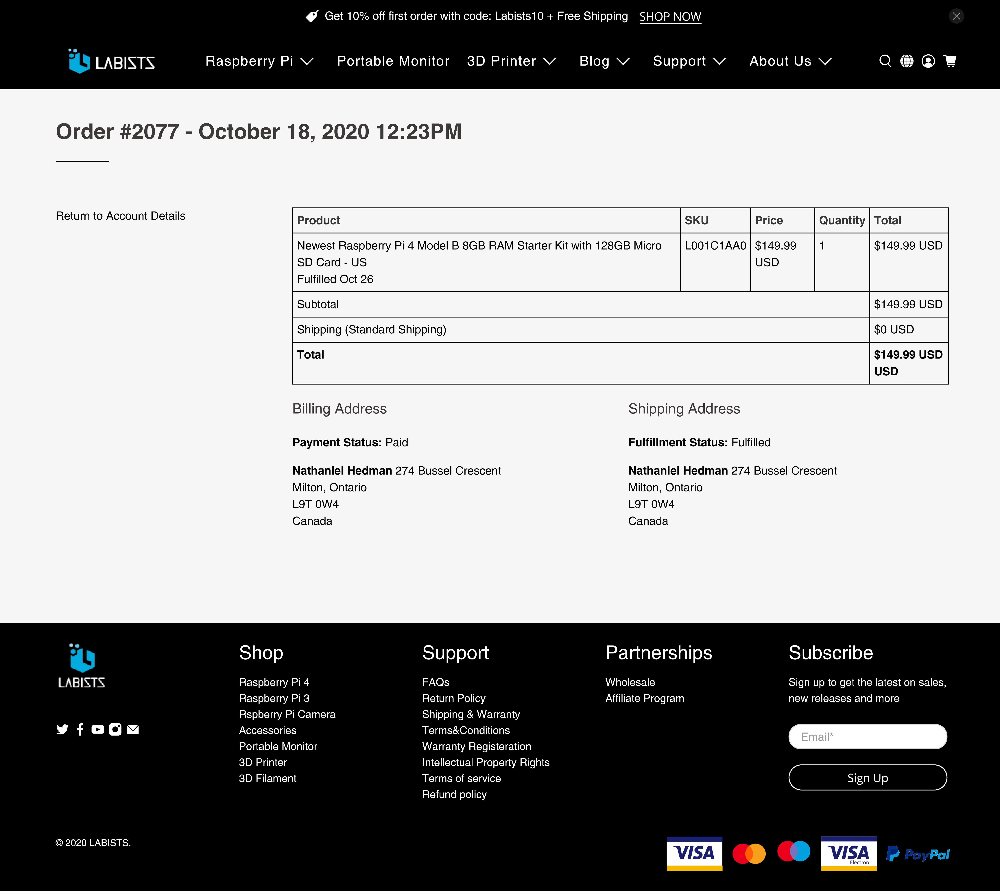 Get 10% off first order with code: Labists10 + Free Shipping SHOP NOW
LABISTS
Raspberry Pi Portable Monitor 3D Printer Blog Support About Us
Order #2077 - October 18, 2020 12:23PM
Return to Account Details
Product SKU Price Quantity Total
Newest Raspberry Pi 4 Model B 8GB RAM Starter Kit with 128GB Micro L001C1AA0 $149.99 1 $149.99 USD
SD Card - US USD
Fulfilled Oct 26
Subtotal $149.99 USD
Shipping (Standard Shipping) $0 USD
Total $149.99 USD
USD
Billing Address
Payment Status: Paid
Nathaniel Hedman 274 Bussel Crescent
Milton, Ontario
L9T 0W4
Canada
Shipping Address
Fulfillment Status: Fulfilled
Nathaniel Hedman 274 Bussel Crescent
Milton, Ontario
L9T 0W4
Canada
LABISTS
Shop
Raspberry Pi 4
Raspberry Pi 3
Rspberry Pi Camera
Accessories
Portable Monitor
3D Printer
3D Filament
Support
FAQs
Return Policy
Shipping & Warranty
Terms&Conditions
Warranty Registeration
Intellectual Property Rights
Terms of service
Refund policy
Partnerships
Wholesale
Affiliate Program
Subscribe
Sign up to get the latest on sales,
new releases and more
Email*
Sign Up
© 2020 LABISTS.
VISA
VISA
Electron
PayPal